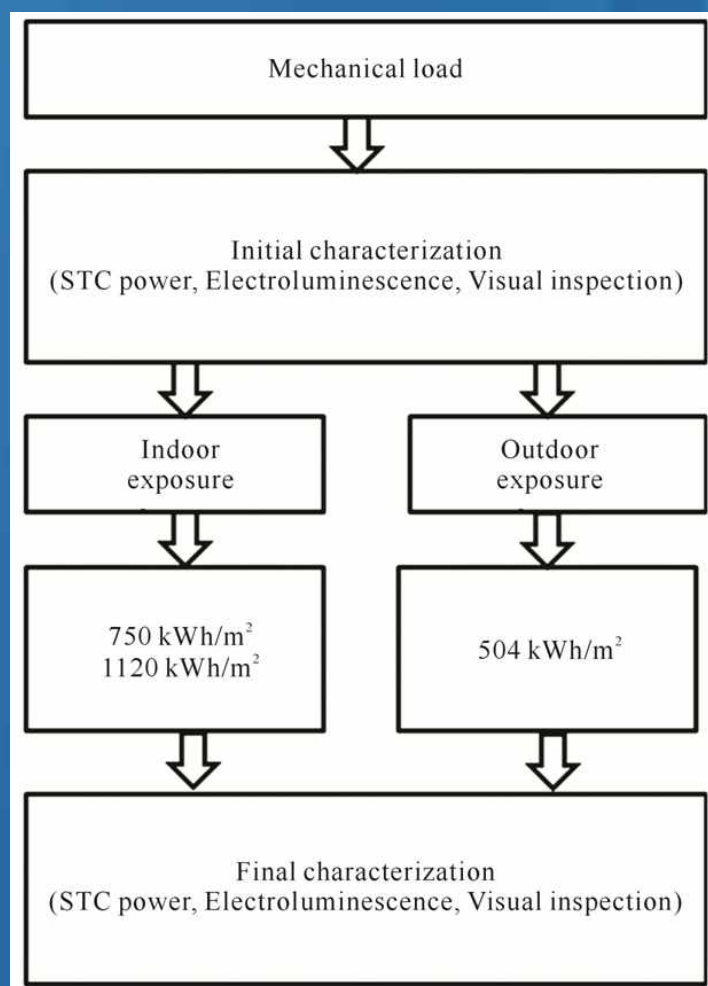 Mechanical load
Initial characterization
(STC power, Electroluminescence, Visual inspection)
Indoor
exposure
Outdoor
exposure
750 kWh/m²
1120 kWh/m²
504 kWh/m²
Final characterization
(STC power, Electroluminescence, Visual inspection)